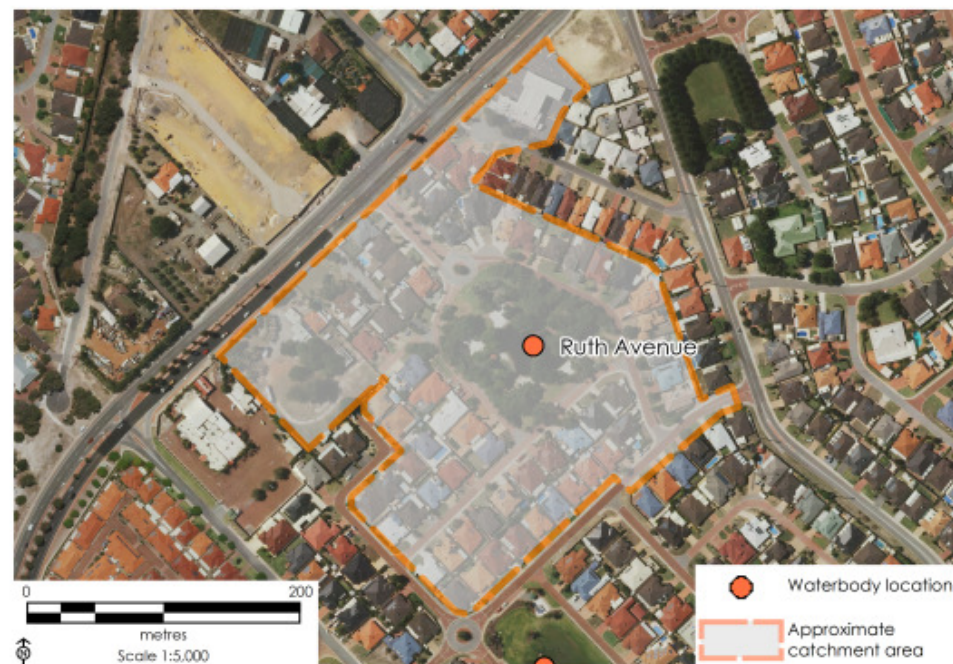 Ruth Avenue
0 200
metres
Scale 1:5,000
Waterbody location
Approximate
catchment area